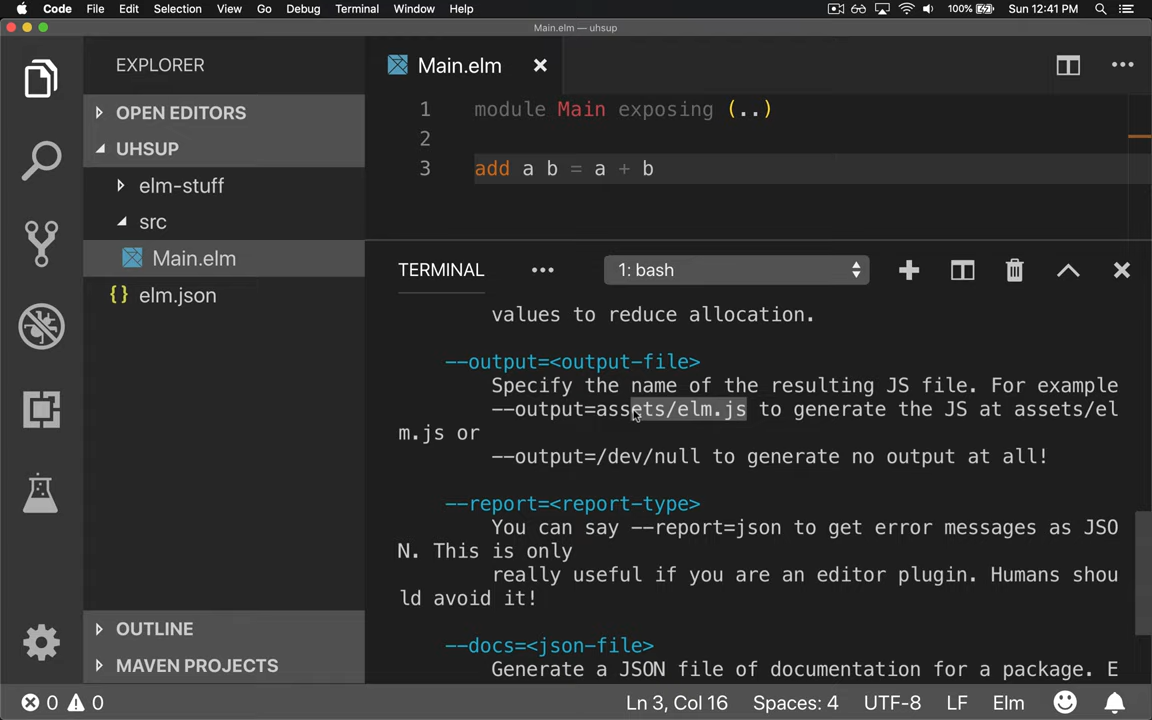 Code File Edit Selection View Go Debug Terminal Window Help 100% Sun 12:41 PM
Main.elm — uhsup
EXPLORER
OPEN EDITORS
UHSUP
elm-stuff
src
Main.elm
{} elm.json
OUTLINE
MAVEN PROJECTS
Main.elm
1 module Main exposing (..)
2
3 add a b = a + b
TERMINAL 1: bash
values to reduce allocation.
--output=<output-file>
Specify the name of the resulting JS file. For example
--output=assets/elm.js to generate the JS at assets/el
m.js or
--output=/dev/null to generate no output at all!
--report=<report-type>
You can say --report=json to get error messages as JSO
N. This is only
really useful if you are an editor plugin. Humans shou
ld avoid it!
--docs=<json-file>
Generate a JSON file of documentation for a package. E
0 0 Ln 3, Col 16 Spaces: 4 UTF-8 LF Elm